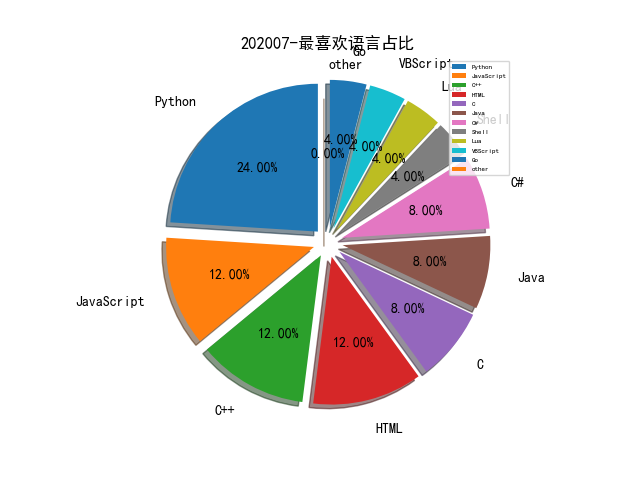 202007-最喜欢语言占比
Go
other
VBScript
Lua
Shell
C#
Java
C
HTML
C++
JavaScript
Python
24.00%
12.00%
12.00%
12.00%
8.00%
8.00%
8.00%
4.00%
4.00%
4.00%
4.00%
0.00%
Python
JavaScript
C++
HTML
C
Java
C#
Shell
Lua
VBScript
Go
other